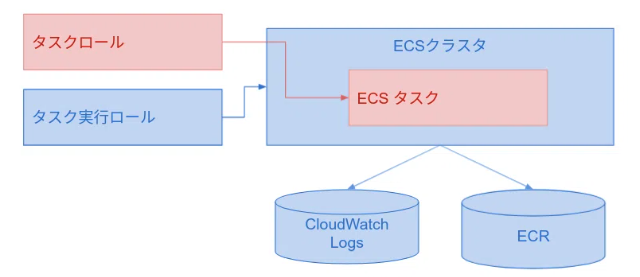 タスクロール
タスク実行ロール
ECSクラスタ
ECS タスク
CloudWatch
Logs
ECR